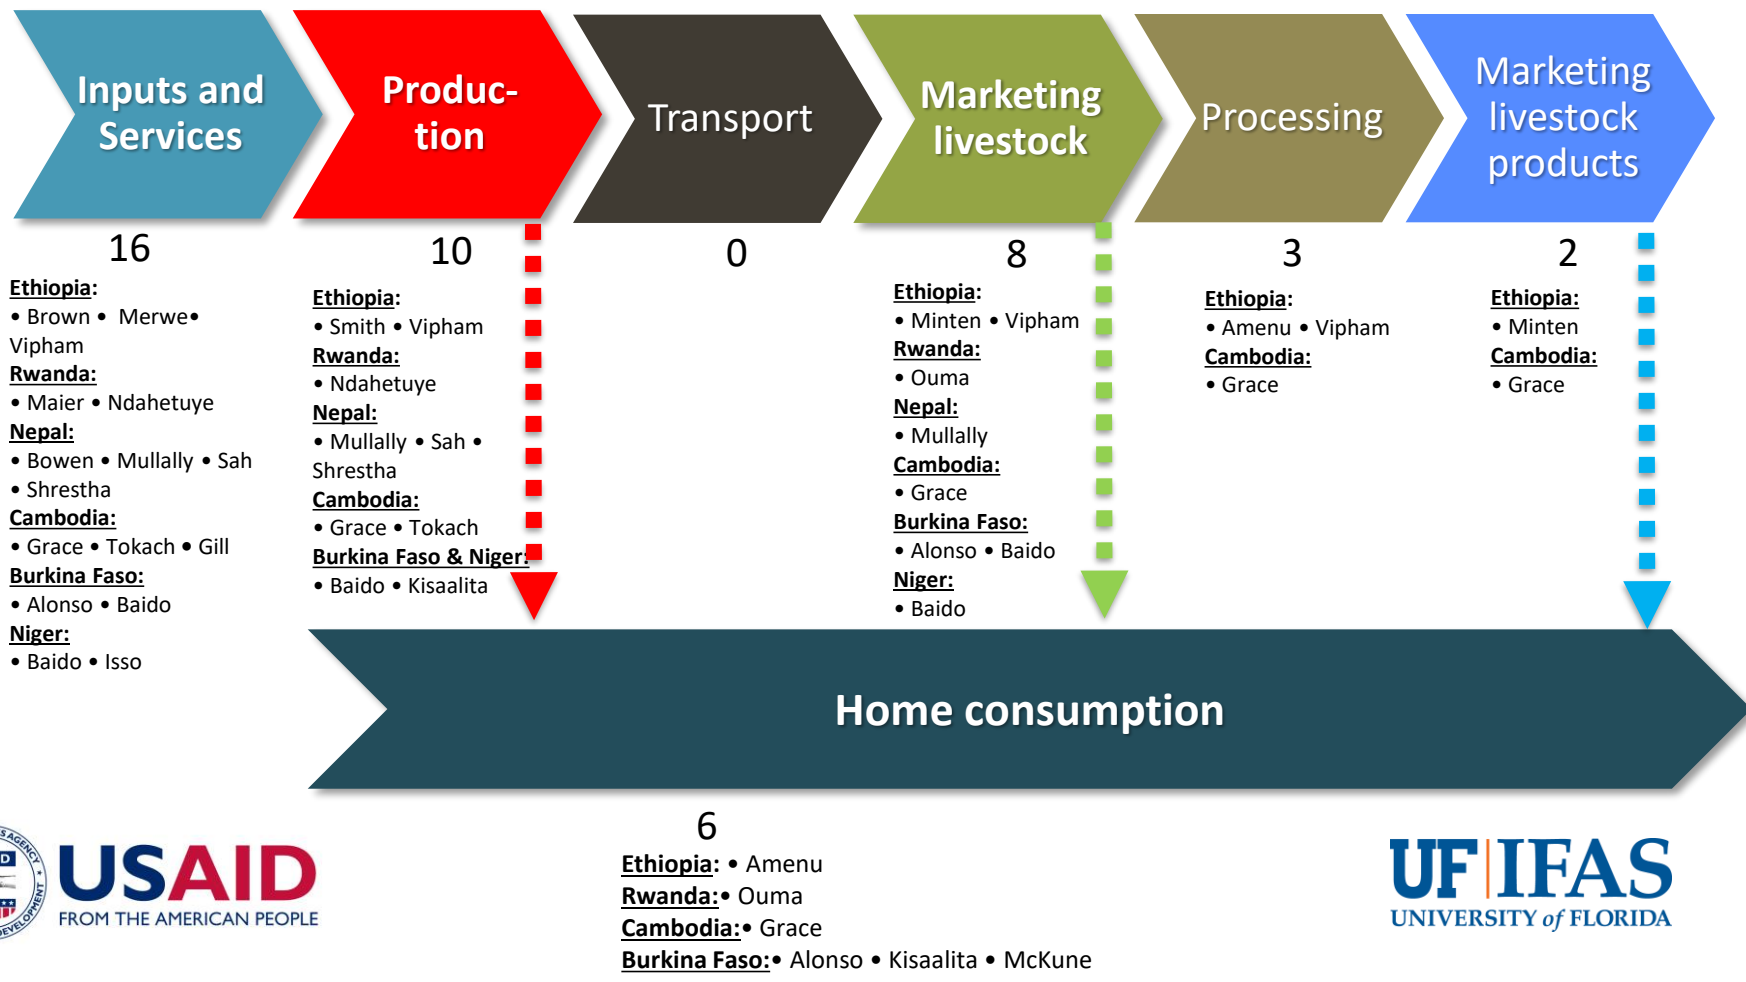 Inputs and
Services
Produc-
tion
Transport
Marketing
livestock
Processing
Marketing
livestock
products
16
Ethiopia:
• Brown • Merwe•
Vipham
Rwanda:
• Maier • Ndahetuye
Nepal:
• Bowen • Mullally • Sah
• Shrestha
Cambodia:
• Grace • Tokach • Gill
Burkina Faso:
• Alonso • Baido
Niger:
• Baido • Isso
10
Ethiopia:
• Smith • Vipham
Rwanda:
• Ndahetuye
Nepal:
• Mullally • Sah •
Shrestha
Cambodia:
• Grace • Tokach
Burkina Faso & Niger:
• Baido • Kisaalita
0
8
Ethiopia:
• Minten • Vipham
Rwanda:
• Ouma
Nepal:
• Mullally
Cambodia:
• Grace
Burkina Faso:
• Alonso • Baido
Niger:
• Baido
3
Ethiopia:
• Amenu • Vipham
Cambodia:
• Grace
2
Ethiopia:
• Minten
Cambodia:
• Grace
Home consumption
6
Ethiopia: • Amenu
Rwanda:• Ouma
Cambodia:• Grace
Burkina Faso:• Alonso • Kisaalita • McKune
USAID
FROM THE AMERICAN PEOPLE
UF|IFAS
UNIVERSITY of FLORIDA